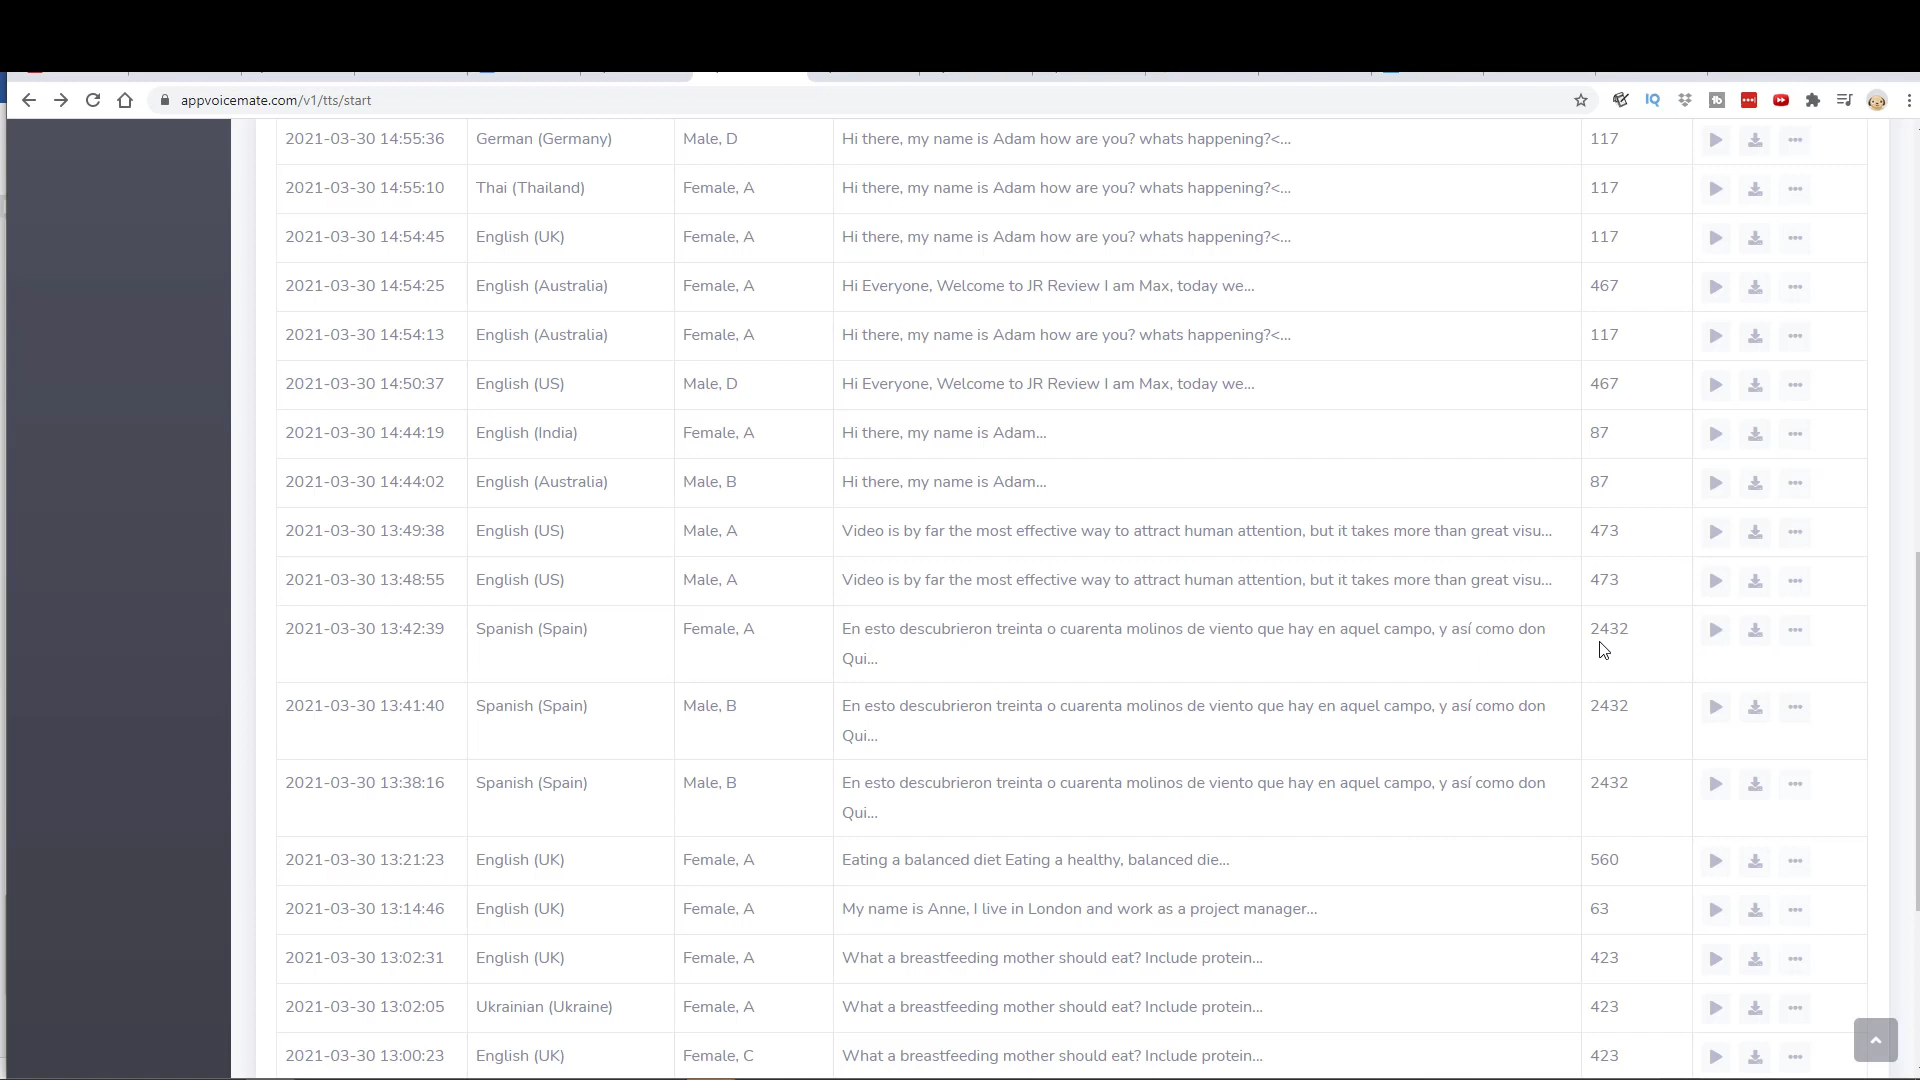 appvoicemate.com/v1/tts/start
IQ
tb
2021-03-30 14:55:36 German (Germany) Male, D Hi there, my name is Adam how are you? whats happening?<... 117
2021-03-30 14:55:10 Thai (Thailand) Female, A Hi there, my name is Adam how are you? whats happening?<... 117
2021-03-30 14:54:45 English (UK) Female, A Hi there, my name is Adam how are you? whats happening?<... 117
2021-03-30 14:54:25 English (Australia) Female, A Hi Everyone, Welcome to JR Review I am Max, today we... 467
2021-03-30 14:54:13 English (Australia) Female, A Hi there, my name is Adam how are you? whats happening?<... 117
2021-03-30 14:50:37 English (US) Male, D Hi Everyone, Welcome to JR Review I am Max, today we... 467
2021-03-30 14:44:19 English (India) Female, A Hi there, my name is Adam... 87
2021-03-30 14:44:02 English (Australia) Male, B Hi there, my name is Adam... 87
2021-03-30 13:49:38 English (US) Male, A Video is by far the most effective way to attract human attention, but it takes more than great visu... 473
2021-03-30 13:48:55 English (US) Male, A Video is by far the most effective way to attract human attention, but it takes more than great visu... 473
2021-03-30 13:42:39 Spanish (Spain) Female, A En esto descubrieron treinta o cuarenta molinos de viento que hay en aquel campo, y así como don 2432
Qui...
2021-03-30 13:41:40 Spanish (Spain) Male, B En esto descubrieron treinta o cuarenta molinos de viento que hay en aquel campo, y así como don 2432
Qui...
2021-03-30 13:38:16 Spanish (Spain) Male, B En esto descubrieron treinta o cuarenta molinos de viento que hay en aquel campo, y así como don 2432
Qui...
2021-03-30 13:21:23 English (UK) Female, A Eating a balanced diet Eating a healthy, balanced die... 560
2021-03-30 13:14:46 English (UK) Female, A My name is Anne, I live in London and work as a project manager... 63
2021-03-30 13:02:31 English (UK) Female, A What a breastfeeding mother should eat? Include protein... 423
2021-03-30 13:02:05 Ukrainian (Ukraine) Female, A What a breastfeeding mother should eat? Include protein... 423
2021-03-30 13:00:23 English (UK) Female, C What a breastfeeding mother should eat? Include protein... 423